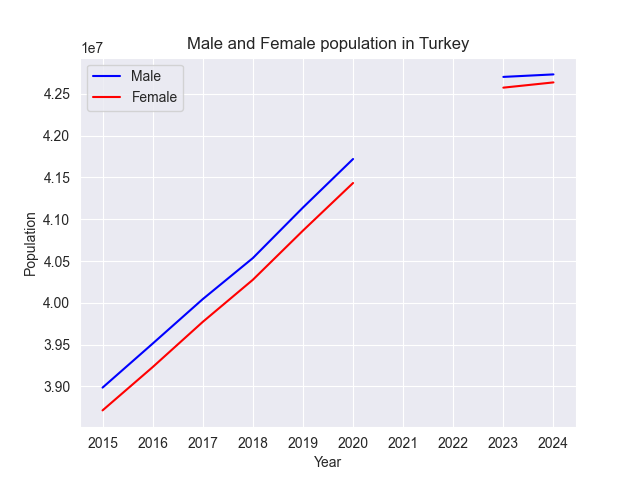 1e7
Male and Female population in Turkey
Male
Female
4.25
4.20
4.15
4.10
4.05
4.00
3.95
3.90
Population
2015 2016 2017 2018 2019 2020 2021 2022 2023 2024
Year